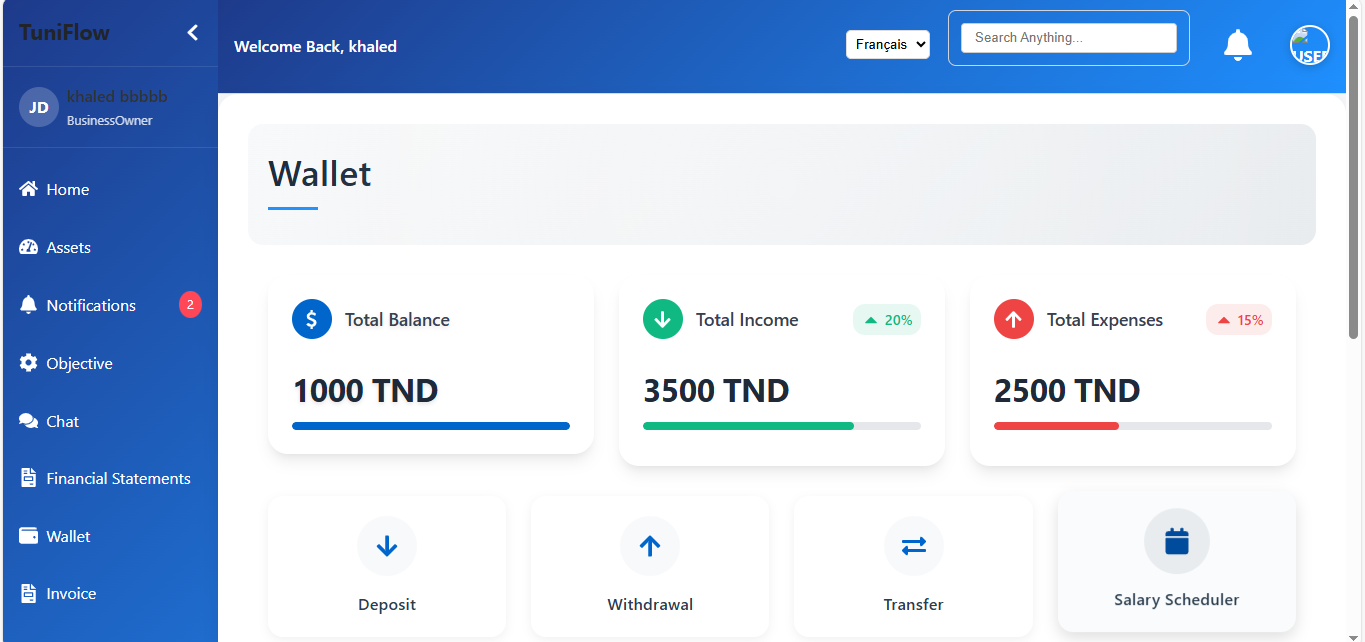 TuniFlow
Welcome Back, khaled
Français
Search Anything...
USER
JD
khaled bbbbb
BusinessOwner
Home
Assets
Notifications
2
Objective
Chat
Financial Statements
Wallet
Invoice
Wallet
$
Total Balance
1000 TND
Total Income
20%
3500 TND
Total Expenses
15%
2500 TND
Deposit
Withdrawal
Transfer
Salary Scheduler